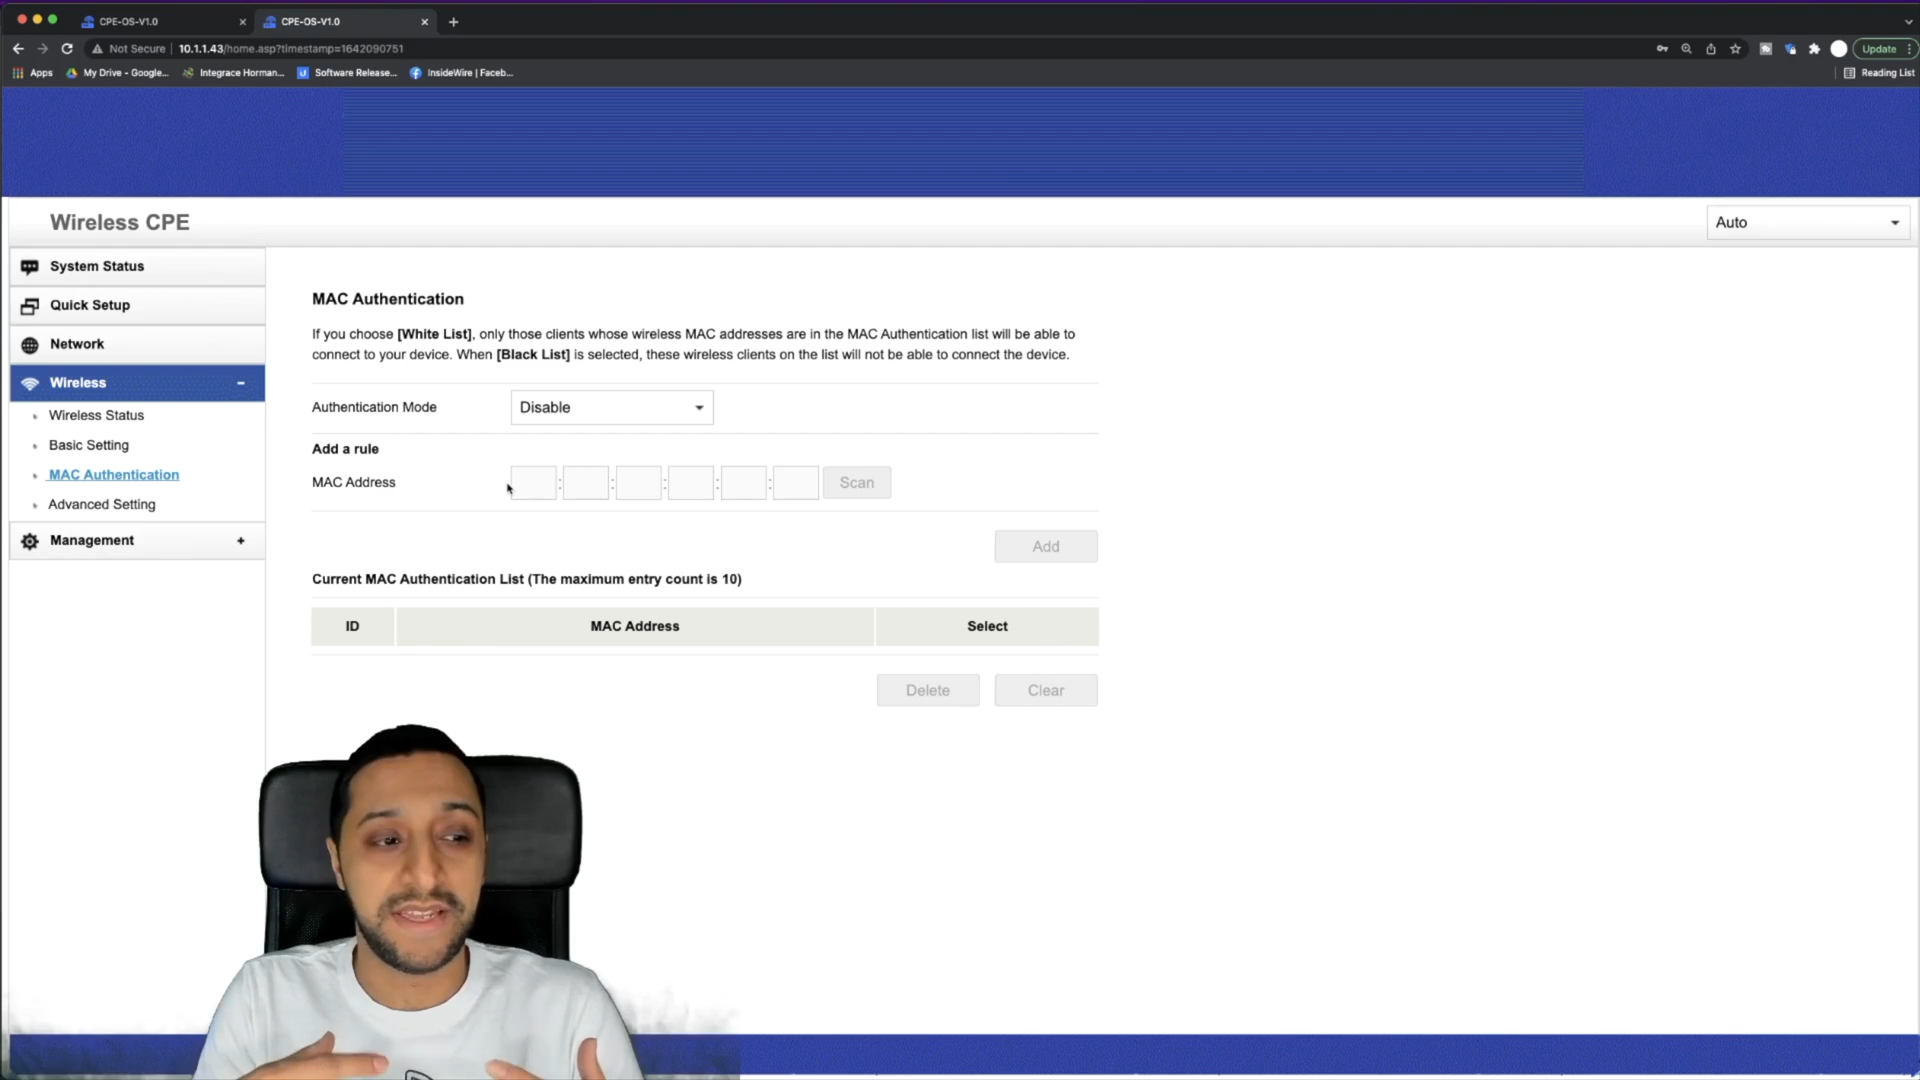 CPE-OS-V1.0
CPE-OS-V1.0
Not Secure | 10.1.1.43/home.asp?timestamp=1642090751
Update
Apps
My Drive - Google...
Integrace Horman...
Software Release...
InsideWire | Faceb...
Reading List
Wireless CPE
Auto
System Status
Quick Setup
Network
Wireless
Wireless Status
Basic Setting
MAC Authentication
Advanced Setting
Management
MAC Authentication
If you choose [White List], only those clients whose wireless MAC addresses are in the MAC Authentication list will be able to
connect to your device. When [Black List] is selected, these wireless clients on the list will not be able to connect the device.
Authentication Mode
Disable
Add a rule
MAC Address
: : : : :
Scan
Add
Current MAC Authentication List (The maximum entry count is 10)
ID
MAC Address
Select
Delete
Clear